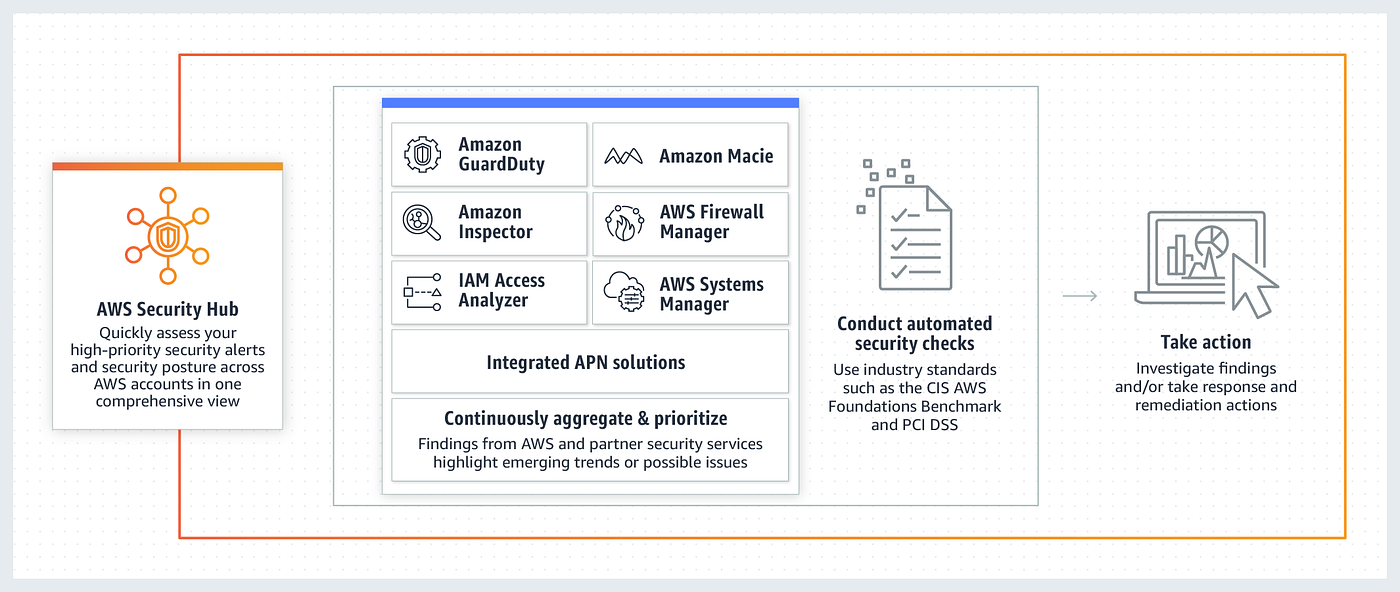 AWS Security Hub
Quickly assess your
high-priority security alerts
and security posture across
AWS accounts in one
comprehensive view
Amazon
GuardDuty
Amazon Macie
Amazon
Inspector
AWS Firewall
Manager
IAM Access
Analyzer
AWS Systems
Manager
Integrated APN solutions
Continuously aggregate & prioritize
Findings from AWS and partner security services
highlight emerging trends or possible issues
Conduct automated
security checks
Use industry standards
such as the CIS AWS
Foundations Benchmark
and PCI DSS
Take action
Investigate findings
and/or take response and
remediation actions